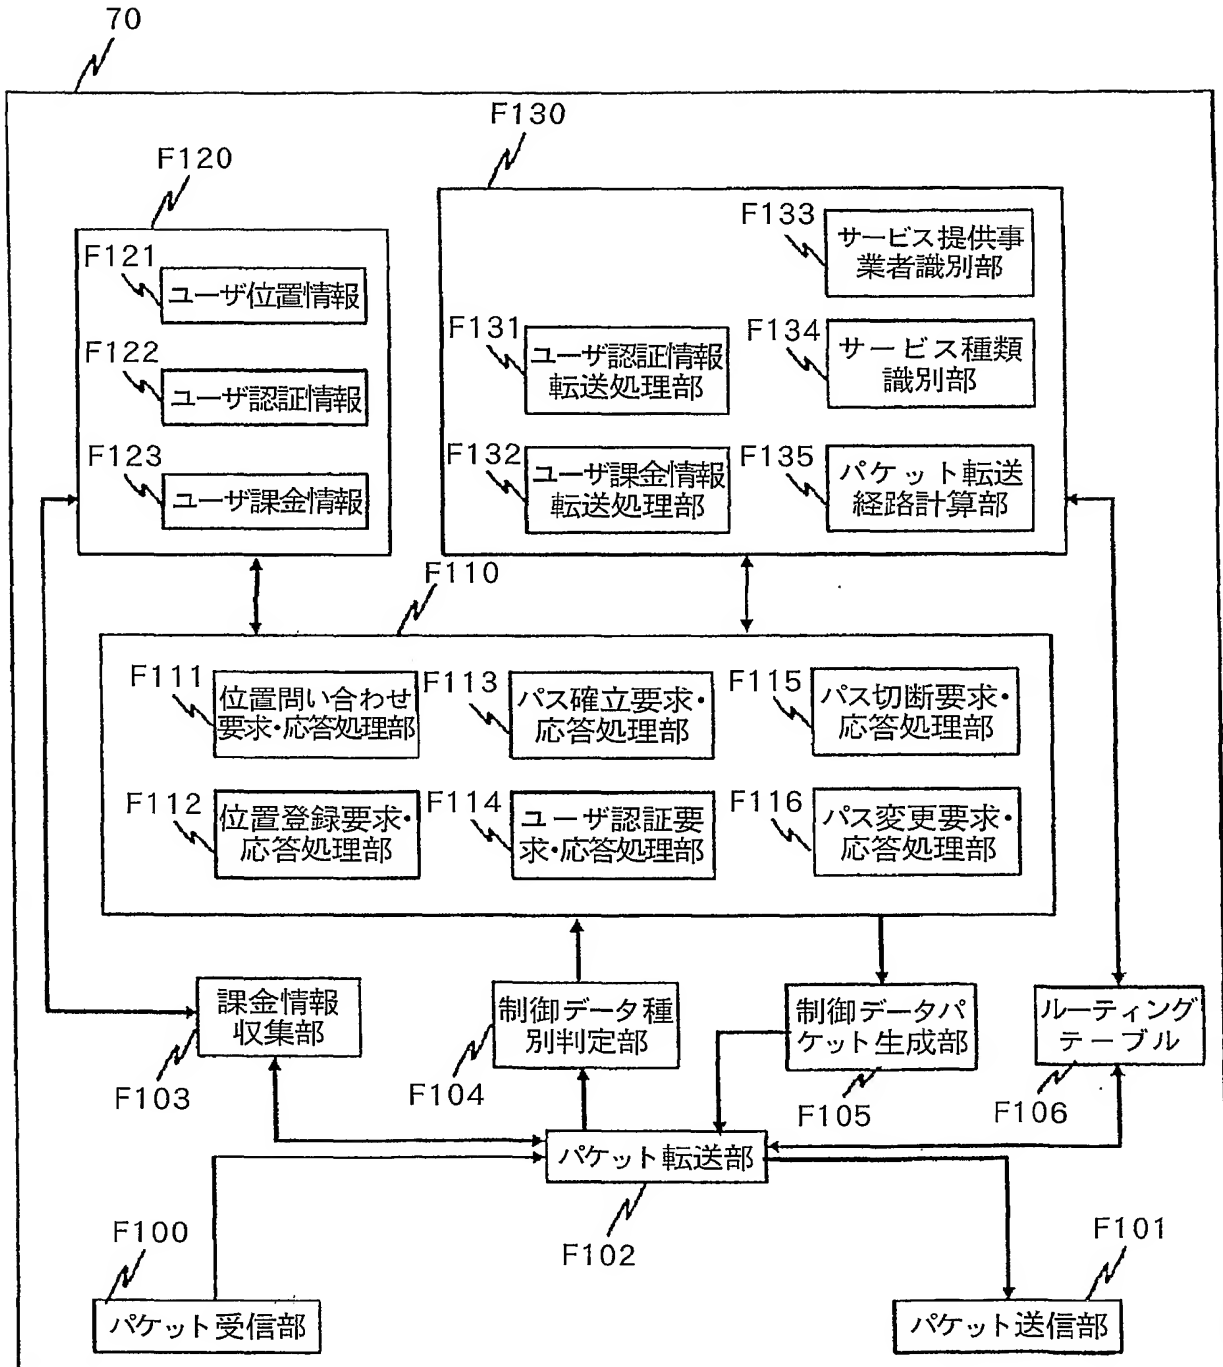 70
F130
F120
F133
サービス提供事
業者識別部
F121
ユーザ位置情報
F131
ユーザ認証情報
転送処理部
F134
サービス種類
識別部
F122
ユーザ認証情報
F123
ユーザ課金情報
F132
ユーザ課金情報
転送処理部
F135
パケット転送
経路計算部
F110
F111
位置問い合わせ
要求・応答処理部
F113
パス確立要求・
応答処理部
F115
パス切断要求・
応答処理部
F112
位置登録要求・
応答処理部
F114
ユーザ認証要
求・応答処理部
F116
パス変更要求・
応答処理部
課金情報
収集部
F103
制御データ種
別判定部
F104
制御データパ
ケット生成部
F105
ルーティング
テーブル
F106
パケット転送部
F102
F100
パケット受信部
F101
パケット送信部